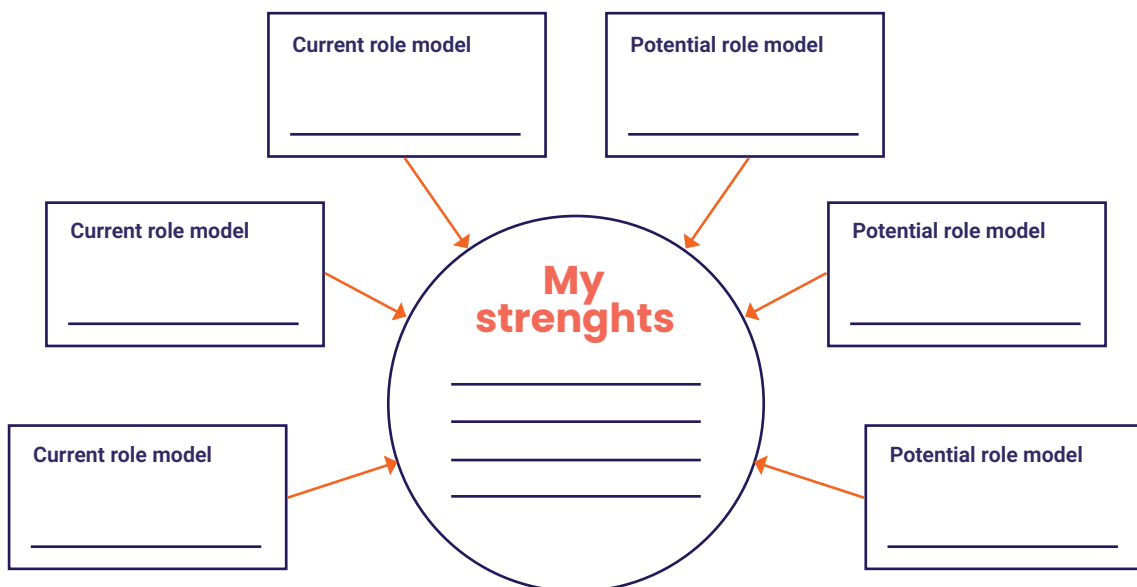 Current role model
Potential role model
Current role model
Potential role model
My
strenghts
Current role model
Potential role model